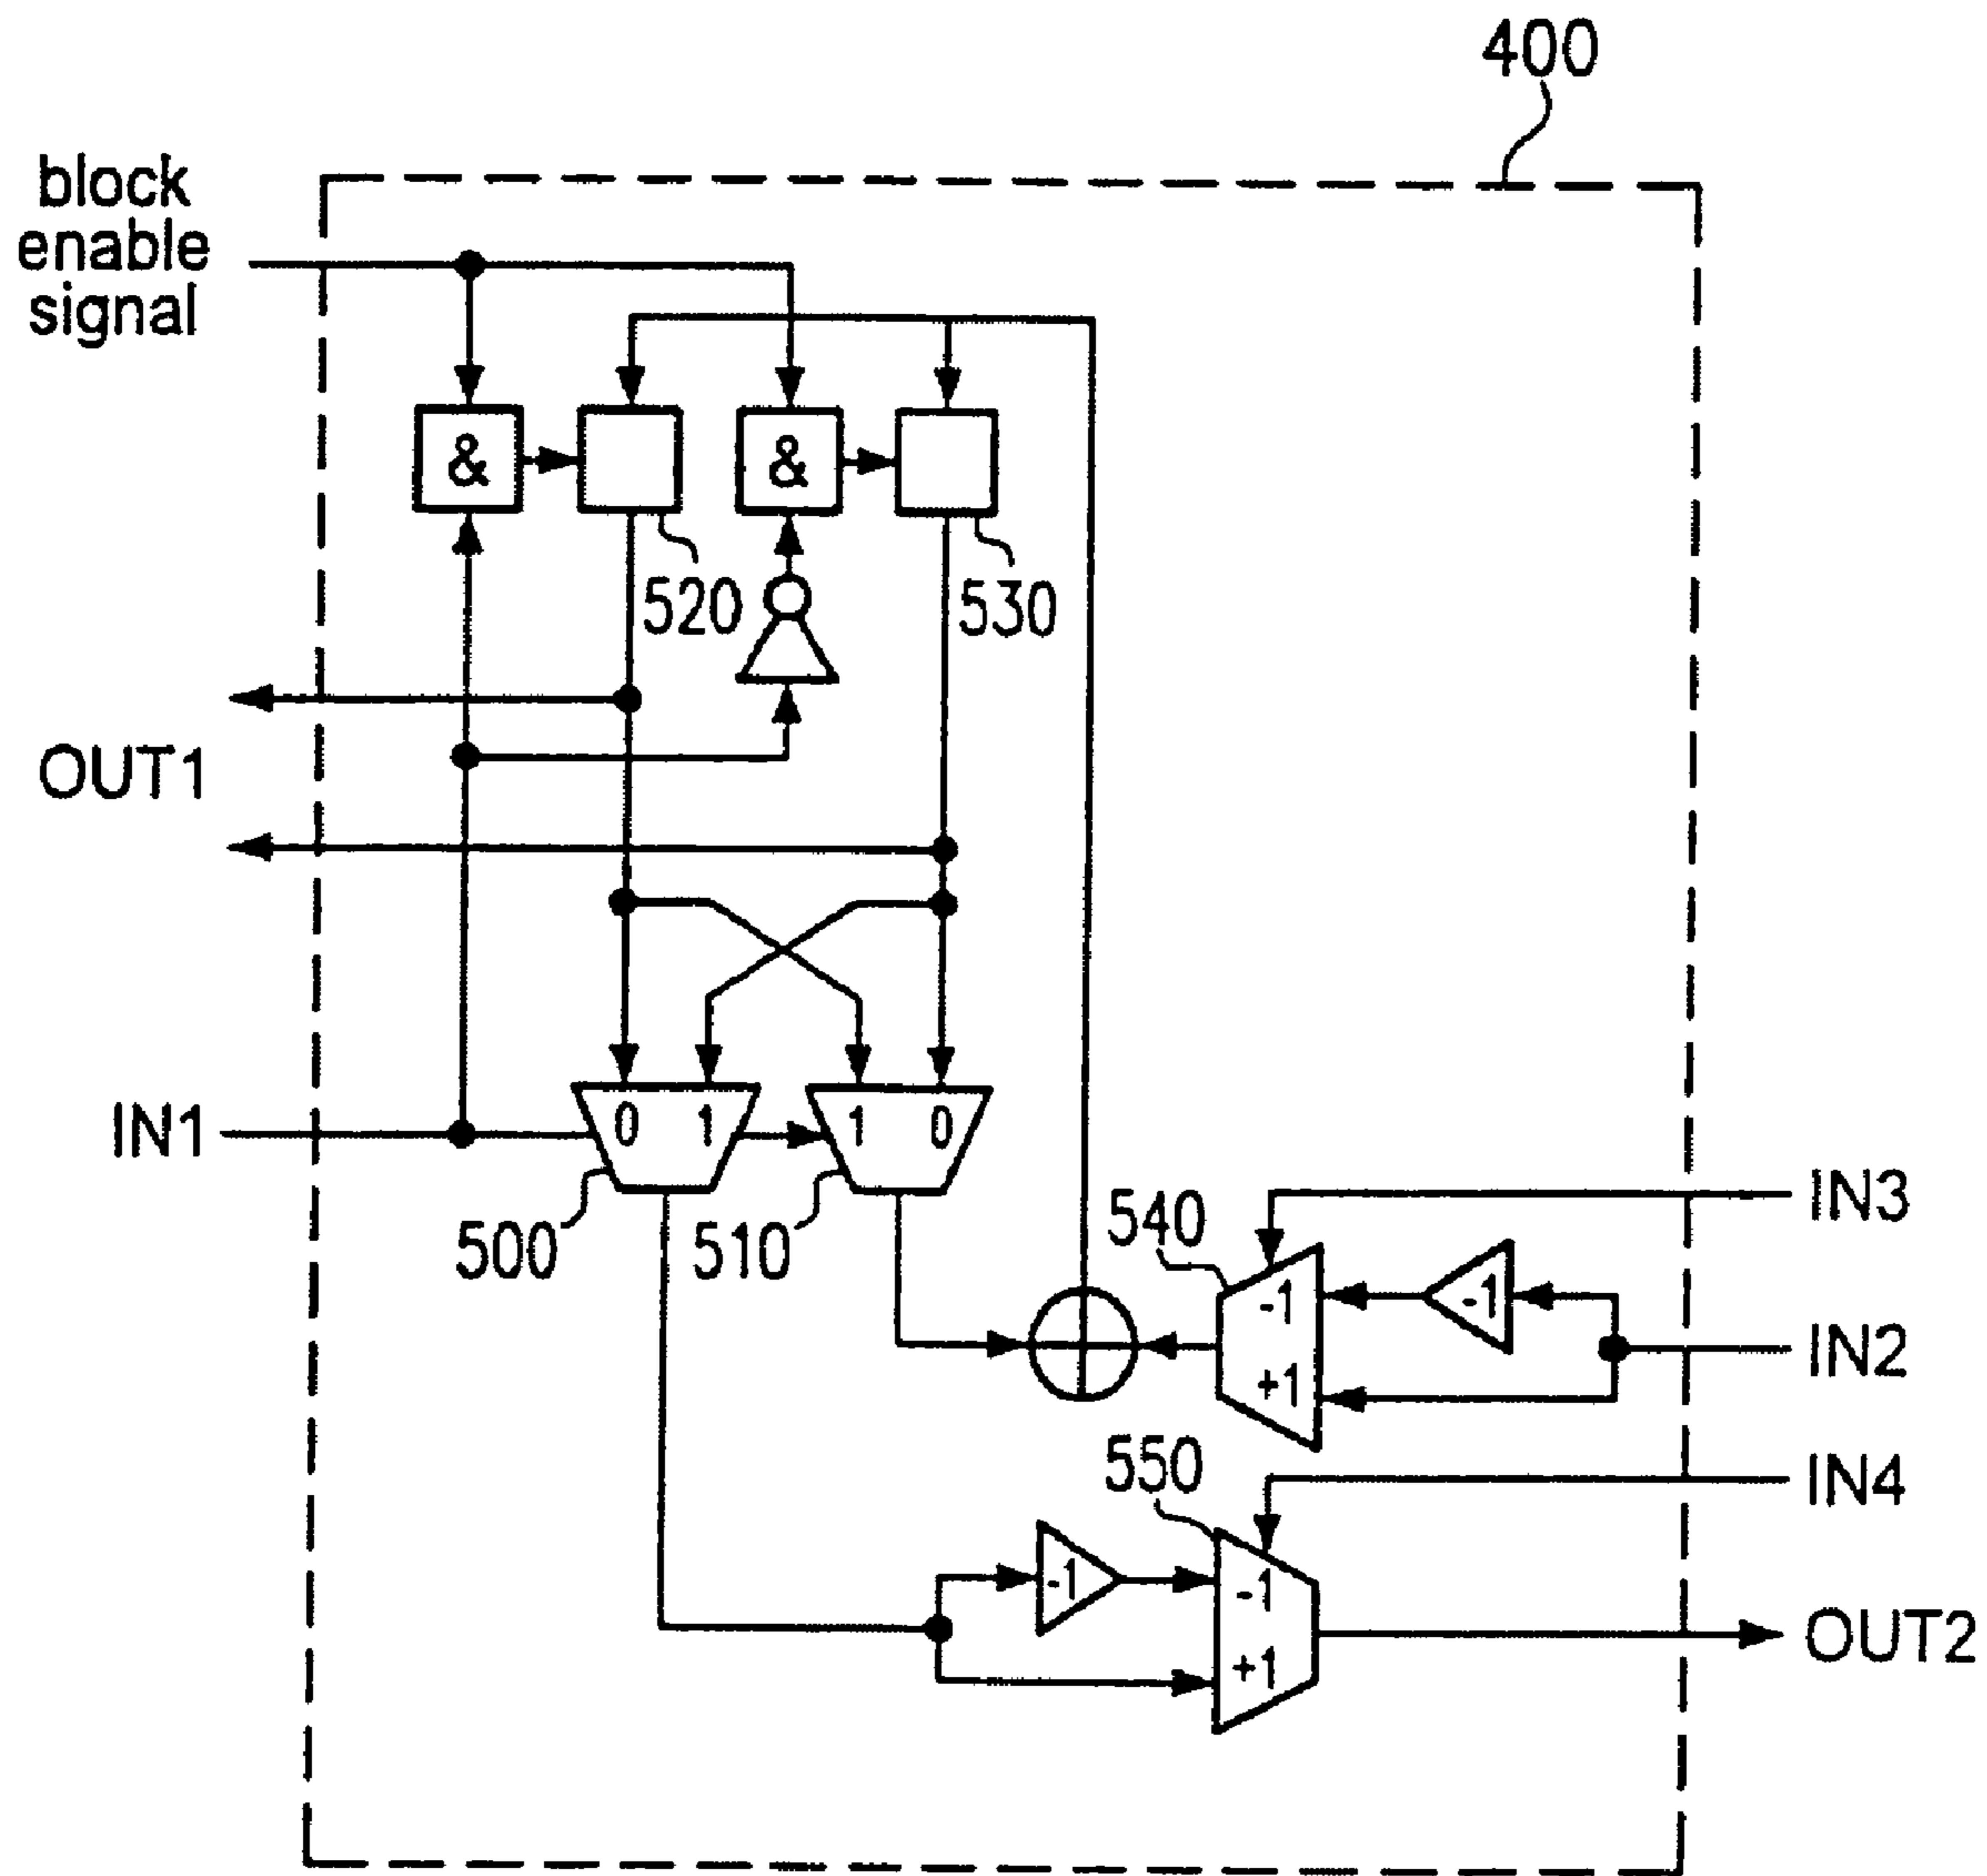 400
block
enable
signal
& &
520 530
OUT1
IN1
0 1 1 0
500 510
IN3
540
-1 -1
IN2
+1
550
IN4
-1 -1
OUT2
+1